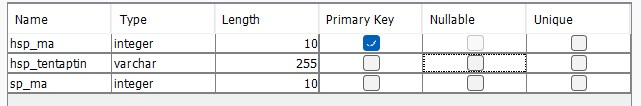 Name Type Length Primary Key Nullable Unique
hsp_ma integer 10
hsp_tentaptin varchar 255
sp_ma integer 10